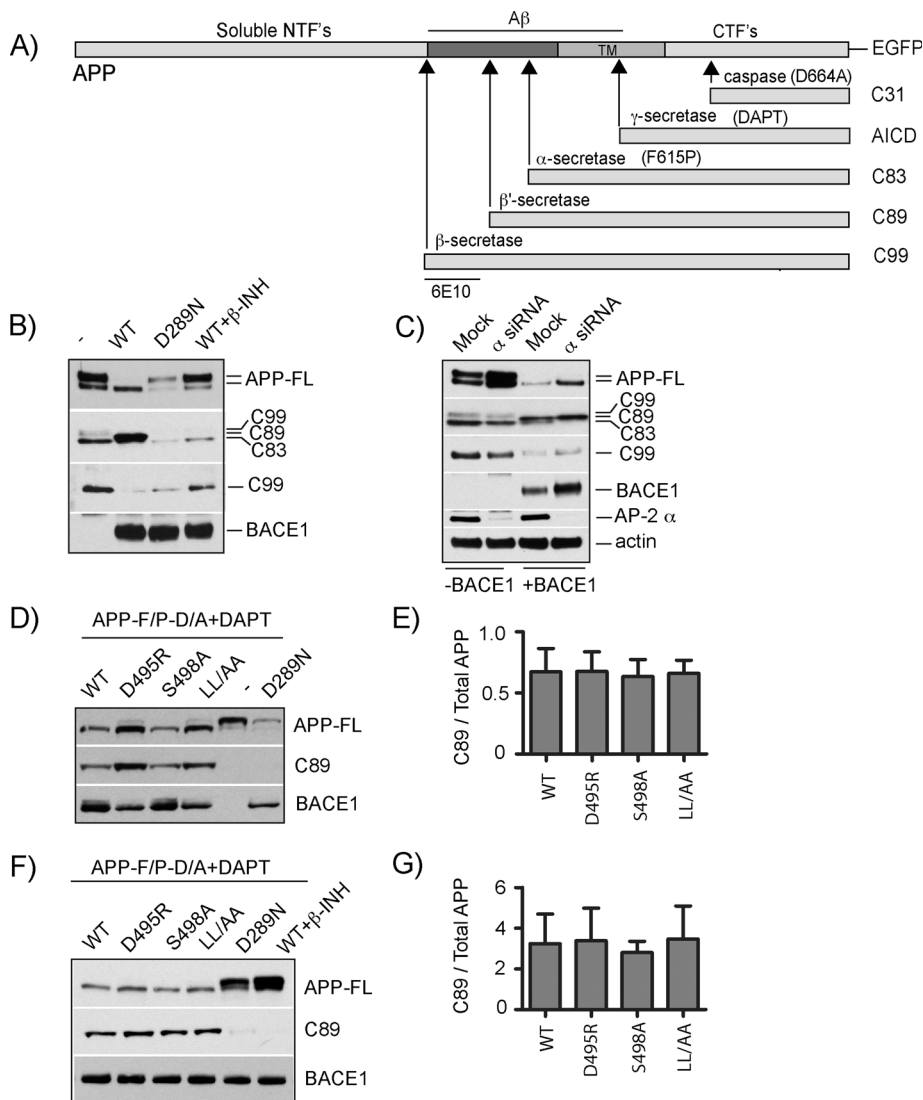 A)
Soluble NTF's
Aβ
CTF's
TM
EGFP
APP
caspase (D664A)
C31
γ-secretase (DAPT)
AICD
α-secretase (F615P)
C83
β'-secretase
C89
β-secretase
C99
6E10
B)
- WT D289N WT+β-INH
APP-FL
C99
C89
C83
C99
BACE1
C)
Mock α siRNA Mock α siRNA
APP-FL
C99
C89
C83
C99
BACE1
AP-2 α
actin
-BACE1 +BACE1
D)
APP-F/P-D/A+DAPT
WT D495R S498A LL/AA - D289N
APP-FL
C89
BACE1
E)
C89 / Total APP
1.0
0.5
0
WT D495R S498A LL/AA
F)
APP-F/P-D/A+DAPT
WT D495R S498A LL/AA D289N WT+β-INH
APP-FL
C89
BACE1
G)
C89 / Total APP
6
4
2
0
WT D495R S498A LL/AA